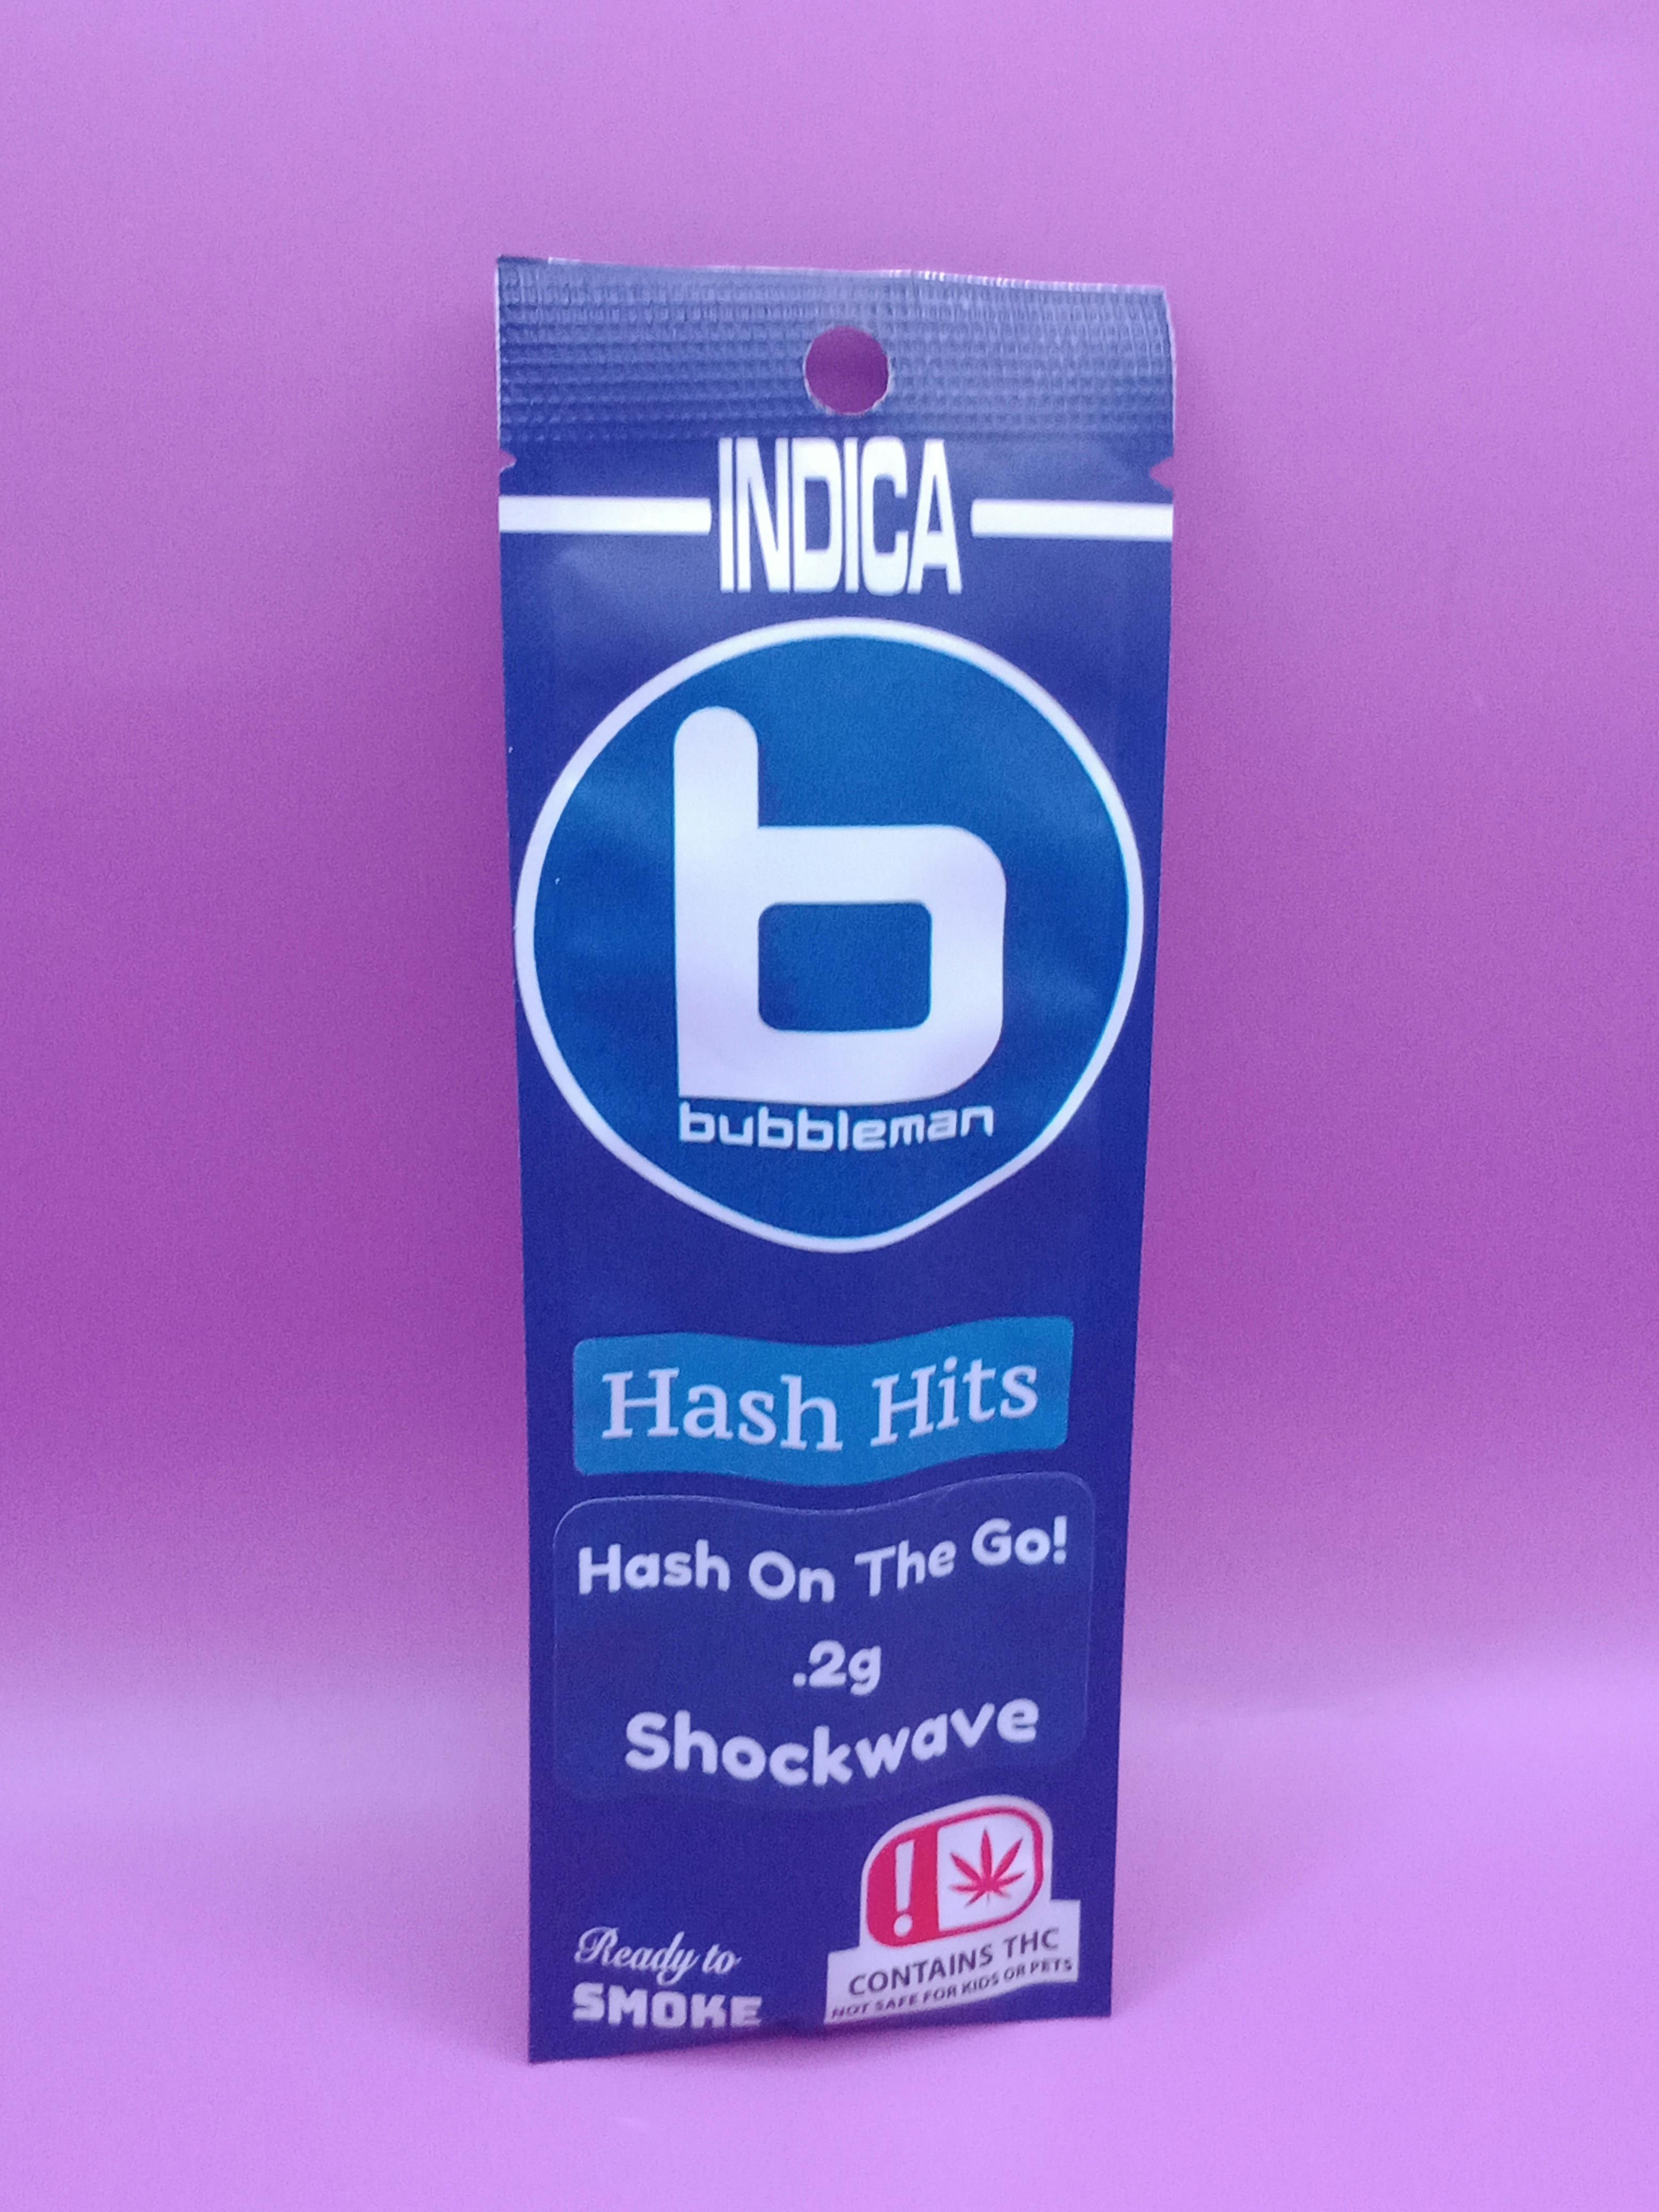 INDICA
b
bubbleman
Hash Hits
Hash On The Go!
.2g
Shockwave
!
Ready to
SMOKE
CONTAINS THC
NOT SAFE FOR KIDS OR PETS